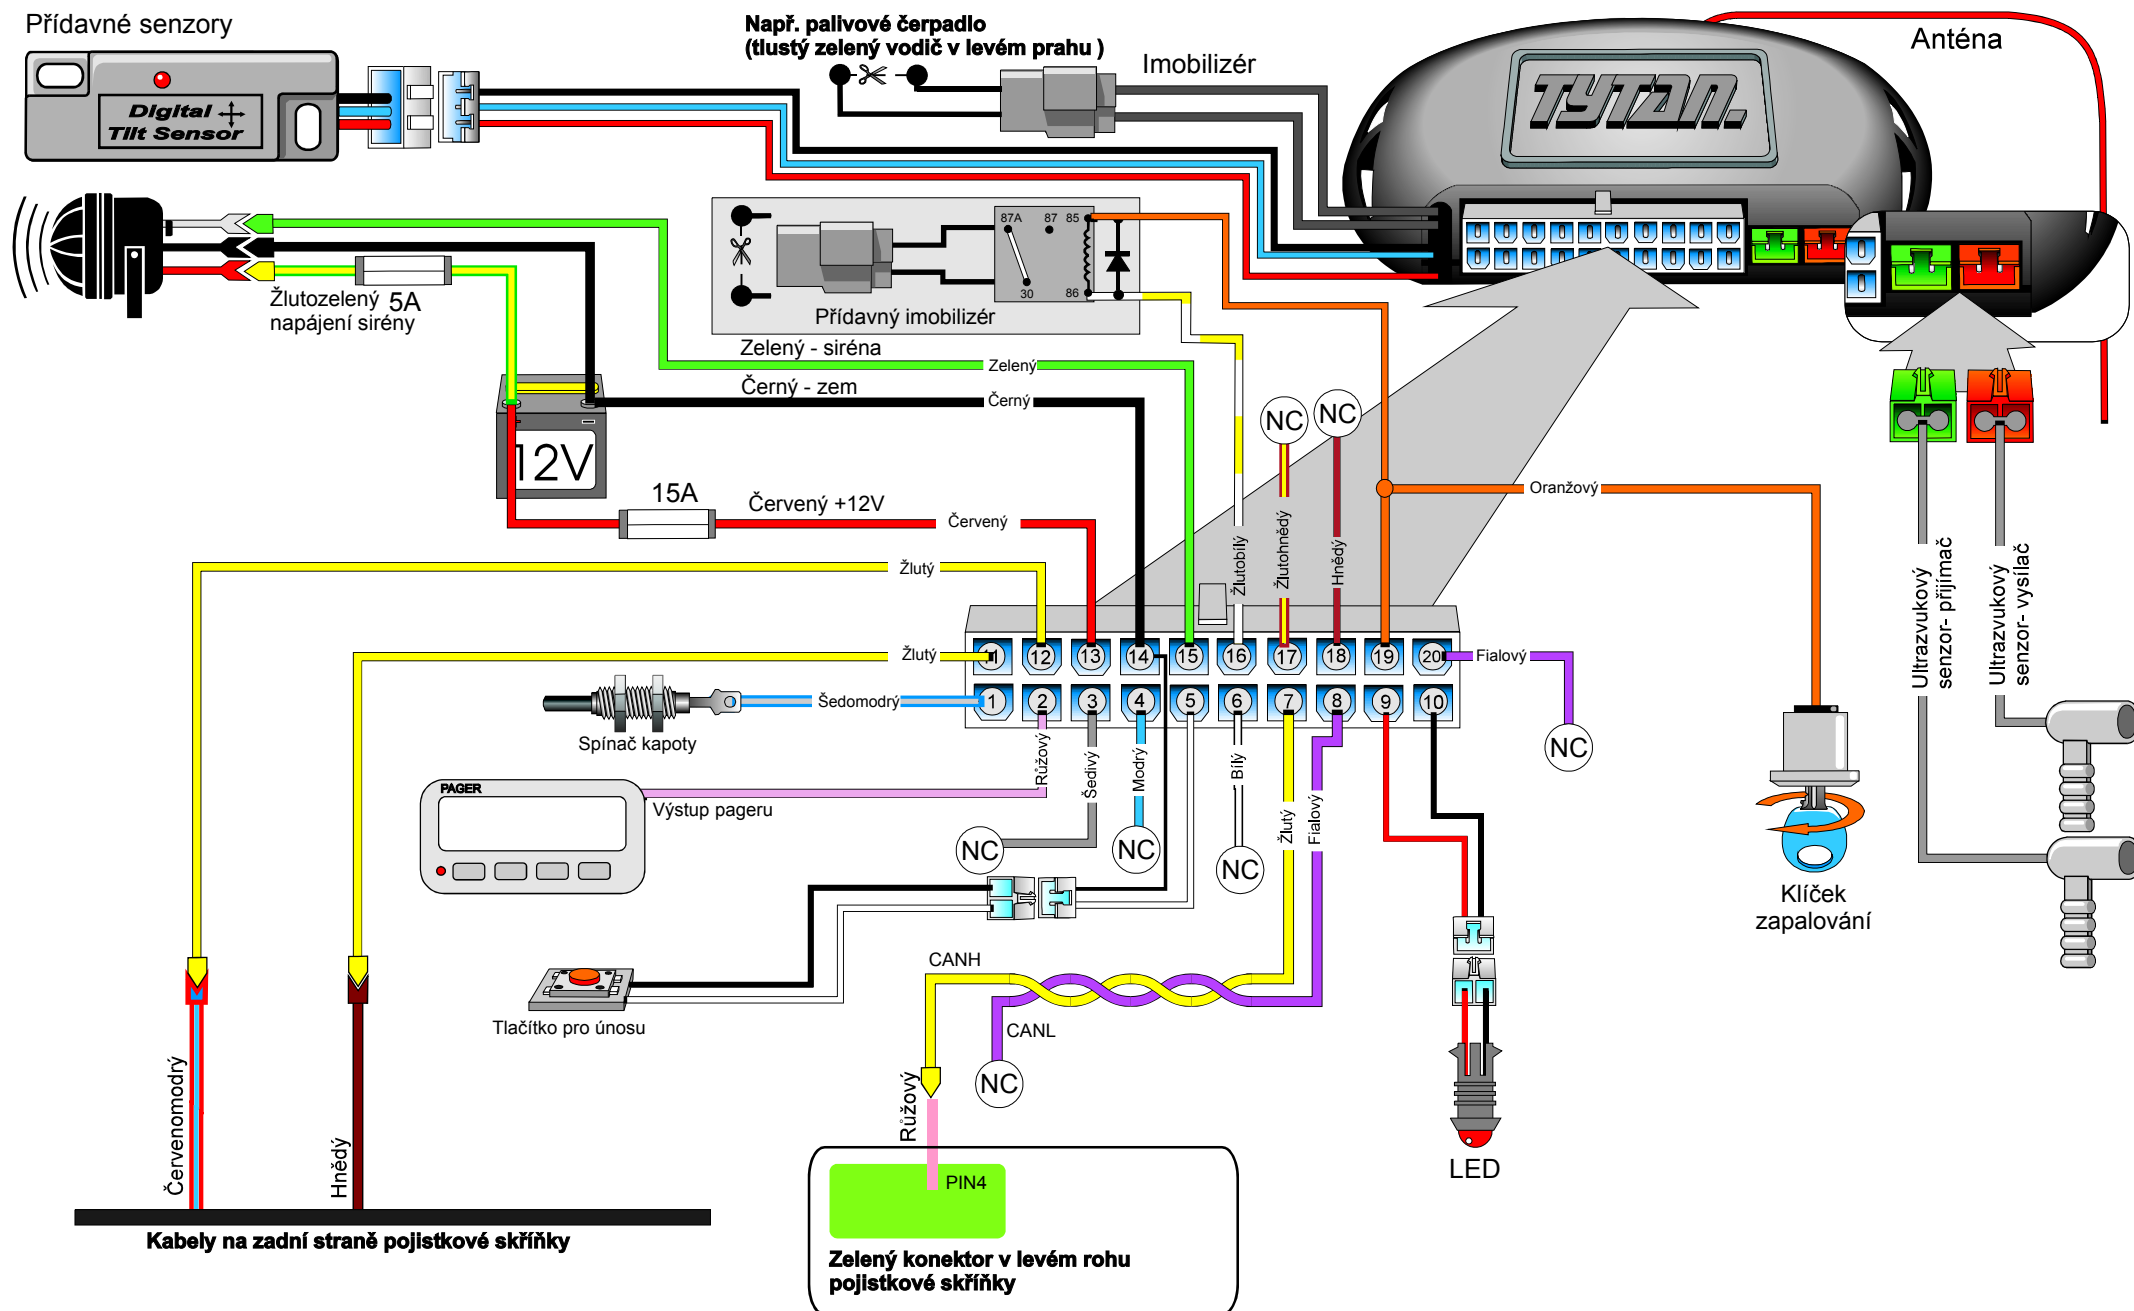 Přídavné senzory
Digital
Tilt Sensor
Např. palivové čerpadlo
(tlustý zelený vodič v levém prahu )
Imobilizér
TYTAN.
Anténa
87A
87
85
30
86
Přídavný imobilizér
Žlutozelený
napájení sirény
5A
Zelený - siréna
Zelený
Černý - zem
Černý
12V
15A
Červený +12V
Červený
NC
NC
Oranžový
Žlutobílý
Žlutohnědý
Hnědý
Žlutý
Žlutý
11
12
13
14
15
16
17
18
19
20
Fialový
NC
Šedomodrý
1
2
3
4
5
6
7
8
9
10
Spínač kapoty
Růžový
Šedivý
Modrý
Bílý
Žlutý
Fialový
PAGER
Výstup pageru
NC
NC
NC
Ultrazvukový
senzor- přijímač
Ultrazvukový
senzor- vysílač
Klíček
zapalování
Tlačítko pro únosu
CANH
CANL
NC
Růžový
PIN4
Zelený konektor v levém rohu
pojistkové skříňky
LED
Červenomodrý
Hnědý
Kabely na zadní straně pojistkové skříňky